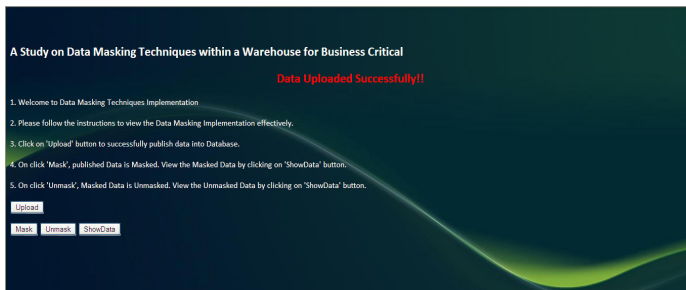 A Study on Data Masking Techniques within a Warehouse for Business Critical
Data Uploaded Successfully!!
1. Welcome to Data Masking Techniques Implementation
2. Please follow the instructions to view the Data Masking Implementation effectively.
3. Click on 'Upload' button to successfully publish data into Database.
4. On click 'Mask', published Data is Masked. View the Masked Data by clicking on 'ShowData' button.
5. On click 'Unmask', Masked Data is Unmasked. View the Unmasked Data by clicking on 'ShowData' button.
Upload
Mask Unmask ShowData